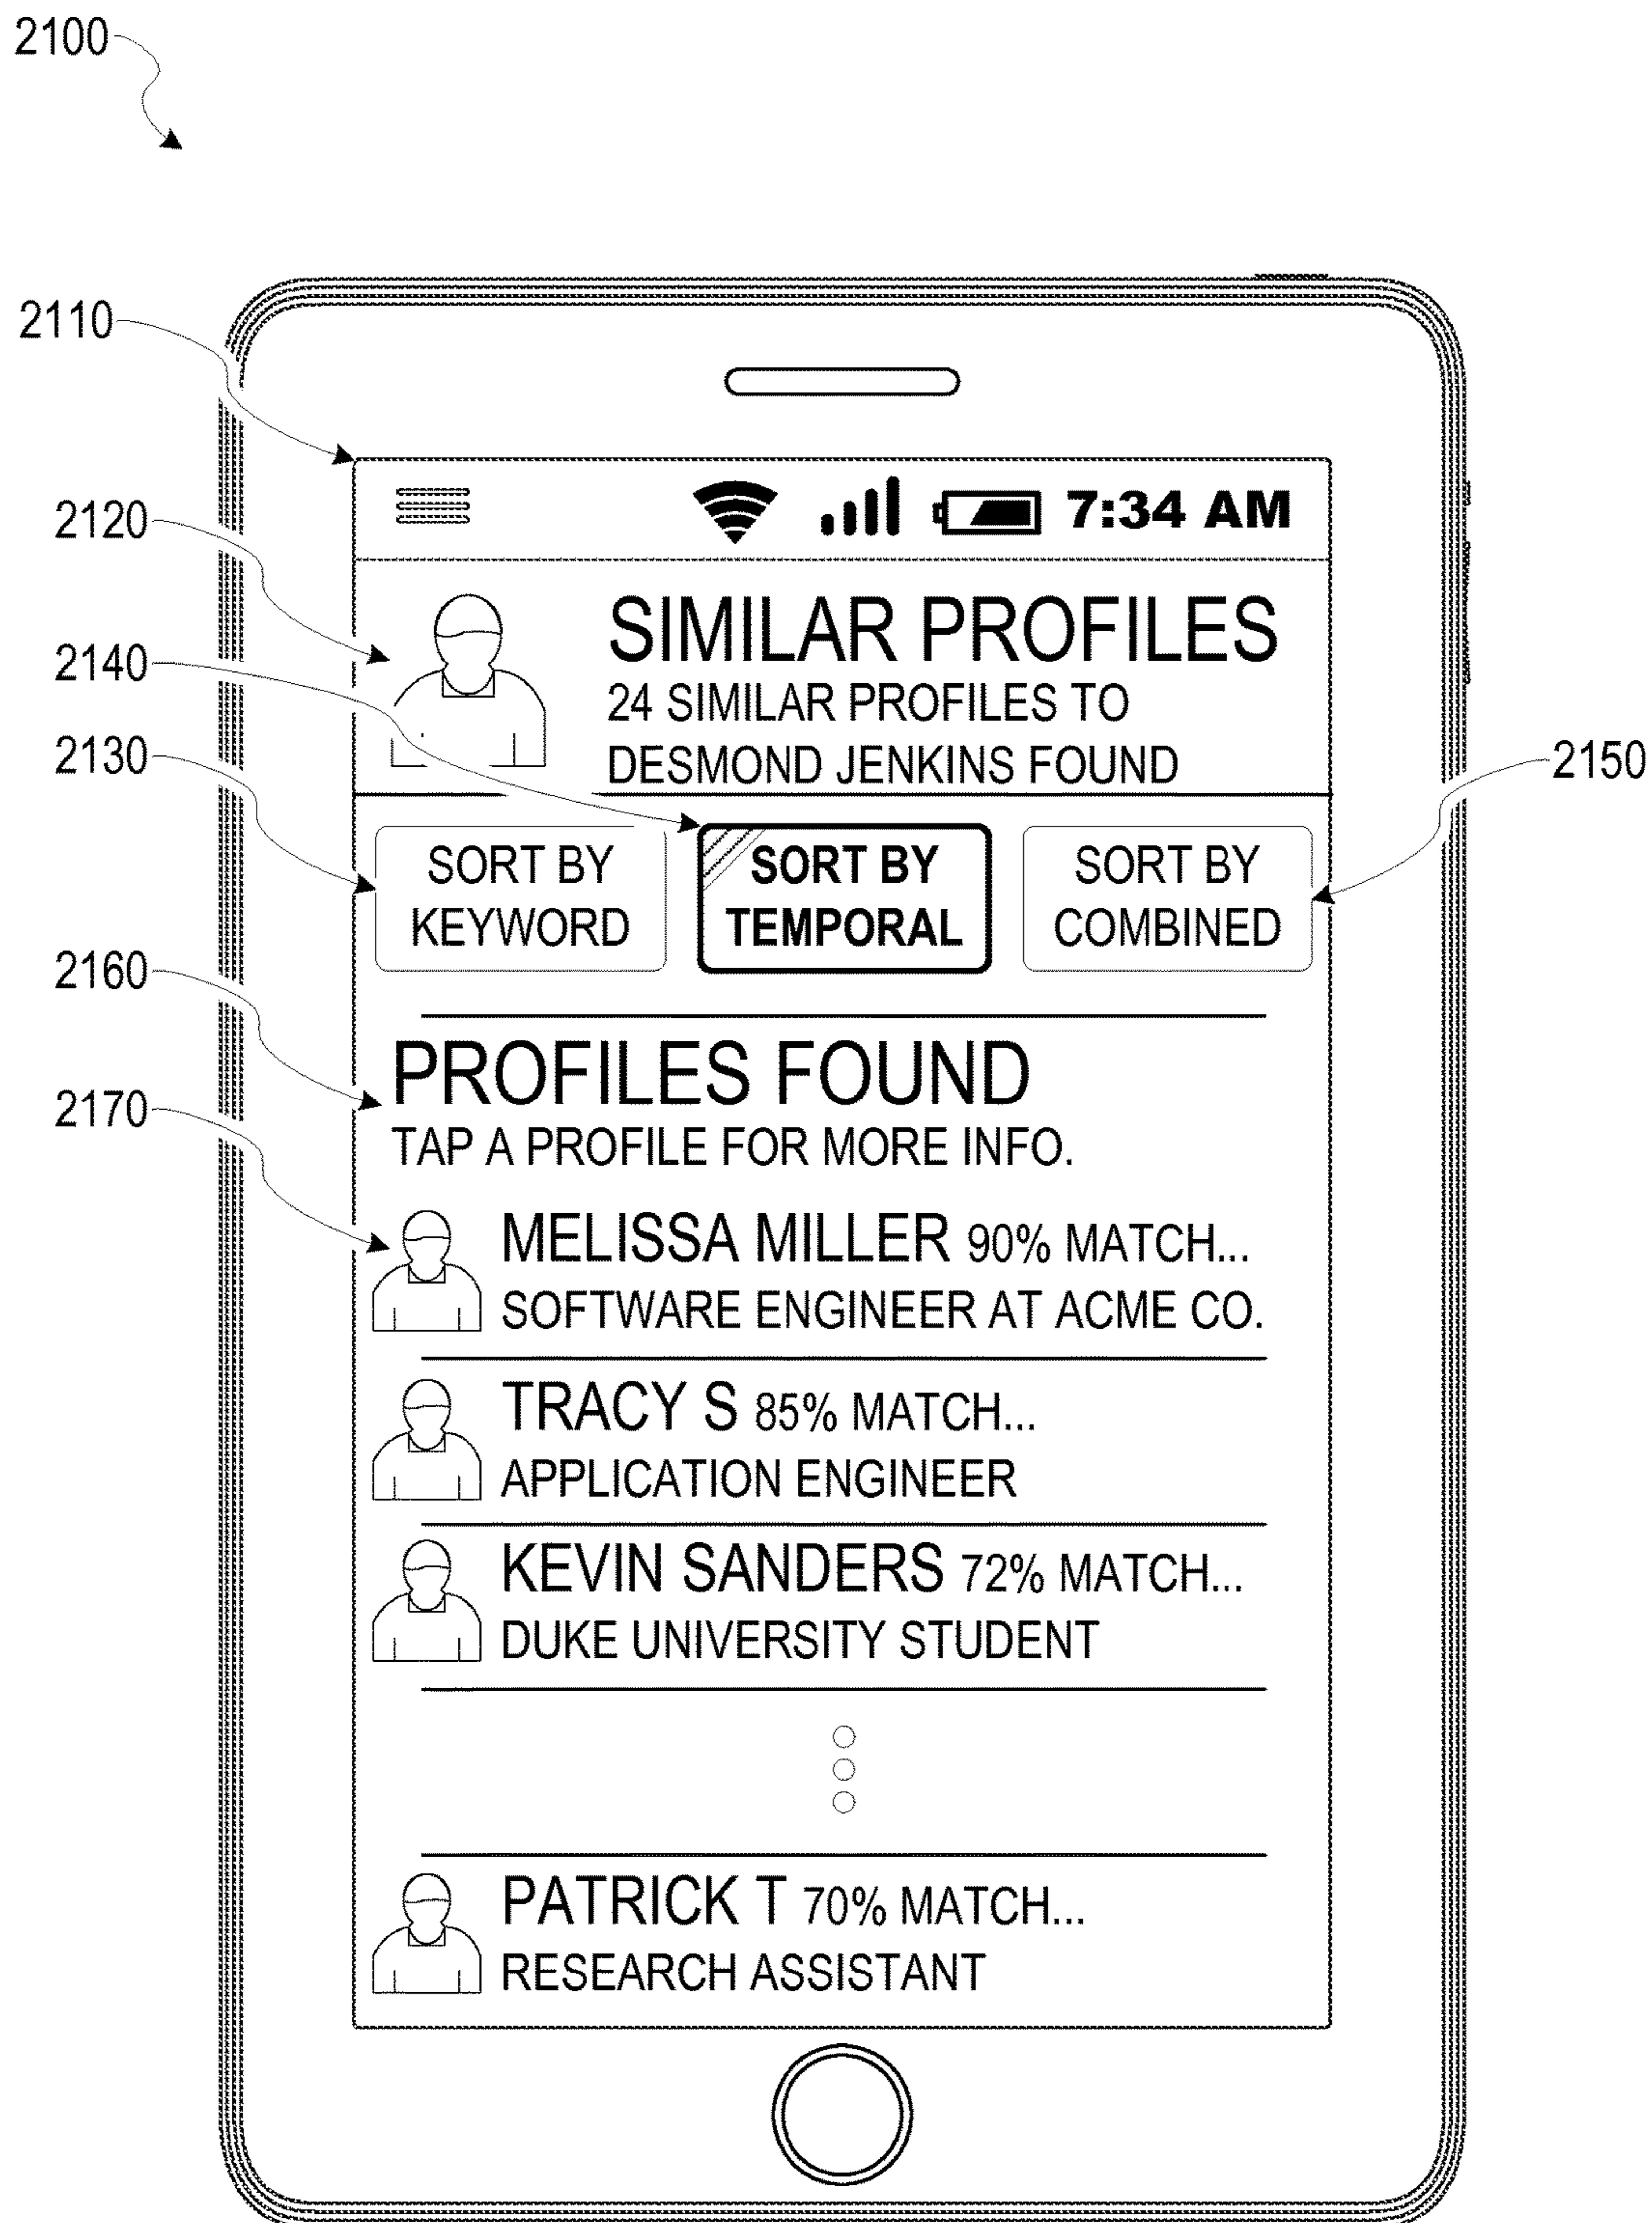 2100
2110
7:34 AM
2120
SIMILAR PROFILES
24 SIMILAR PROFILES TO
DESMOND JENKINS FOUND
2140
2130
2150
SORT BY
KEYWORD
SORT BY
TEMPORAL
SORT BY
COMBINED
2160
PROFILES FOUND
TAP A PROFILE FOR MORE INFO.
2170
MELISSA MILLER 90% MATCH...
SOFTWARE ENGINEER AT ACME CO.
TRACY S 85% MATCH...
APPLICATION ENGINEER
KEVIN SANDERS 72% MATCH...
DUKE UNIVERSITY STUDENT
PATRICK T 70% MATCH...
RESEARCH ASSISTANT